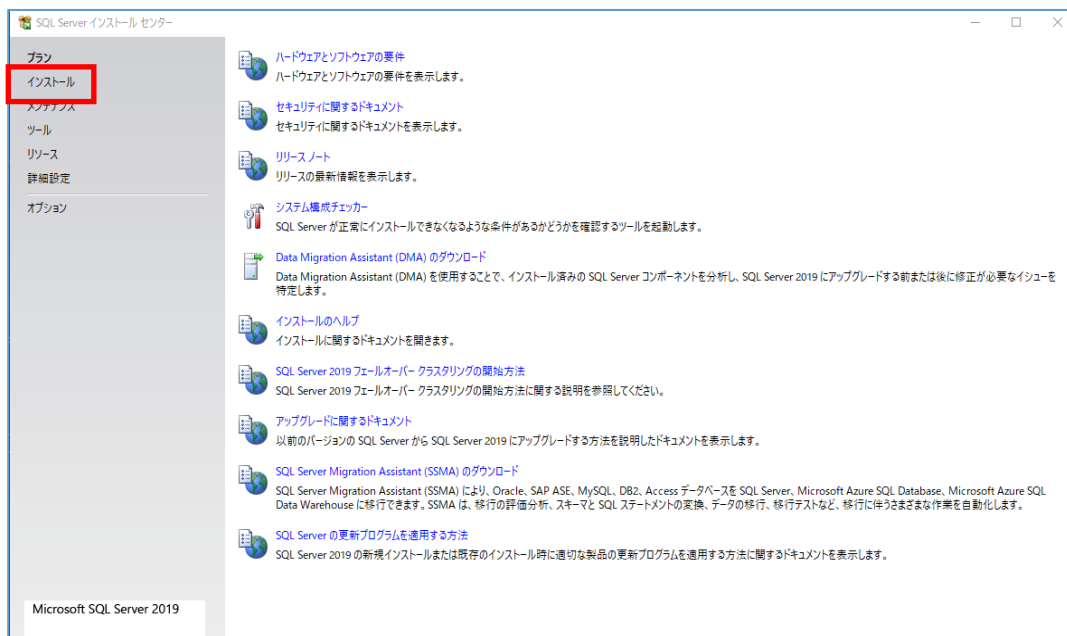 SQL Server インストール センター
プラン
インストール
メンテナンス
ツール
リソース
詳細設定
オプション
ハードウェアとソフトウェアの要件
ハードウェアとソフトウェアの要件を表示します。
セキュリティに関するドキュメント
セキュリティに関するドキュメントを表示します。
リリース ノート
リリースの最新情報を表示します。
システム構成チェッカー
SQL Server が正常にインストールできなくなるような条件があるかどうかを確認するツールを起動します。
Data Migration Assistant (DMA) のダウンロード
Data Migration Assistant (DMA) を使用することで、インストール済みの SQL Server コンポーネントを分析し、SQL Server 2019 にアップグレードする前または後に修正が必要なイシューを
特定します。
インストールのヘルプ
インストールに関するドキュメントを開きます。
SQL Server 2019 フェールオーバー クラスタリングの開始方法
SQL Server 2019 フェールオーバー クラスタリングの開始方法に関する説明を参照してください。
アップグレードに関するドキュメント
以前のバージョンの SQL Server から SQL Server 2019 にアップグレードする方法を説明したドキュメントを表示します。
SQL Server Migration Assistant (SSMA) のダウンロード
SQL Server Migration Assistant (SSMA) により、Oracle、SAP ASE、MySQL、DB2、Access データベースを SQL Server、Microsoft Azure SQL Database、Microsoft Azure SQL
Data Warehouse に移行できます。SSMA は、移行の評価分析、スキーマと SQL ステートメントの変換、データの移行、移行テストなど、移行に伴うさまざまな作業を自動化します。
SQL Server の更新プログラムを適用する方法
SQL Server 2019 の新規インストールまたは既存のインストール時に適切な製品の更新プログラムを適用する方法に関するドキュメントを表示します。
Microsoft SQL Server 2019